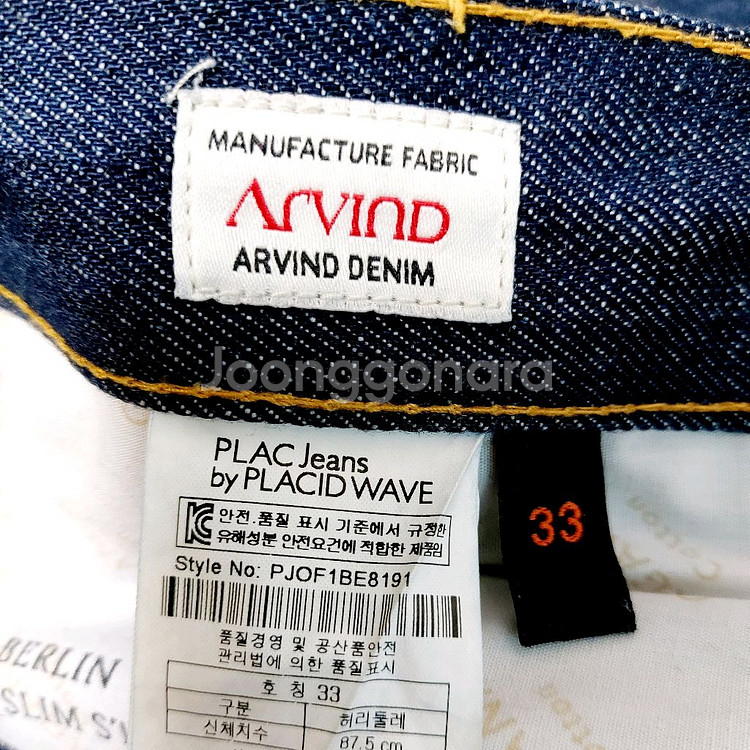 MANUFACTURE FABRIC
ARVIND
ARVIND DENIM
Joonggonara
PLAC Jeans
by PLACID WAVE
KC 안전.품질 표시 기준에서 규정한
유해성분 안전요건에 적합한 제품임
33
Style No: PJOF1BE8191
품질경영 및 공산품안전
관리법에 의한 품질표시
호 칭 33
구분 허리둘레
신체치수 87.5 cm
BERLIN
SLIM
Cotton